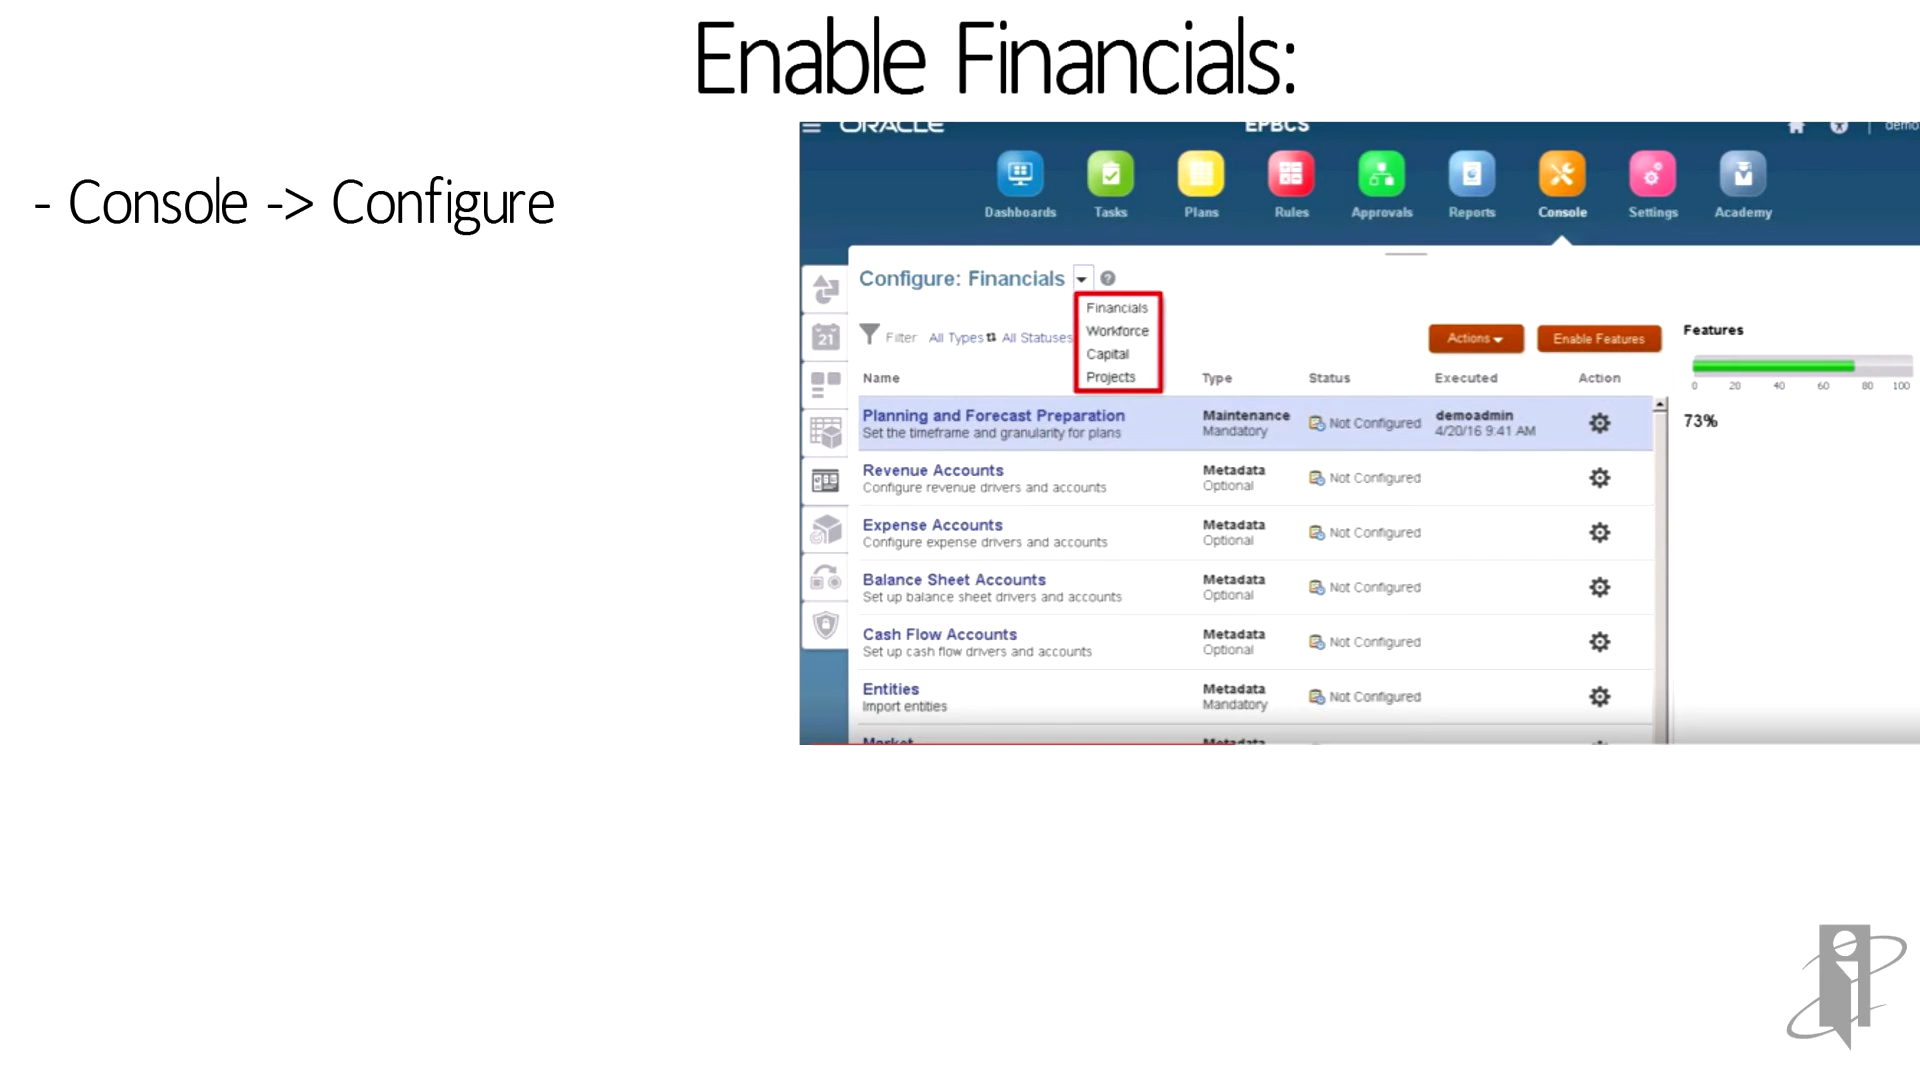 Enable Financials:
- Console -> Configure
ORACLE
EPBCS
demo
Dashboards
Tasks
Plans
Rules
Approvals
Reports
Console
Settings
Academy
21
Configure: Financials
?
Financials
Workforce
Capital
Projects
Filter All Types All Statuses
Actions
Enable Features
Features
0 20 40 60 80 100
73%
Name Type Status Executed Action
Planning and Forecast Preparation Maintenance Not Configured demoadmin
Set the timeframe and granularity for plans Mandatory 4/20/16 9:41 AM
Revenue Accounts Metadata Not Configured
Configure revenue drivers and accounts Optional
Expense Accounts Metadata Not Configured
Configure expense drivers and accounts Optional
Balance Sheet Accounts Metadata Not Configured
Set up balance sheet drivers and accounts Optional
Cash Flow Accounts Metadata Not Configured
Set up cash flow drivers and accounts Optional
Entities Metadata Not Configured
Import entities Mandatory
Market Metadata